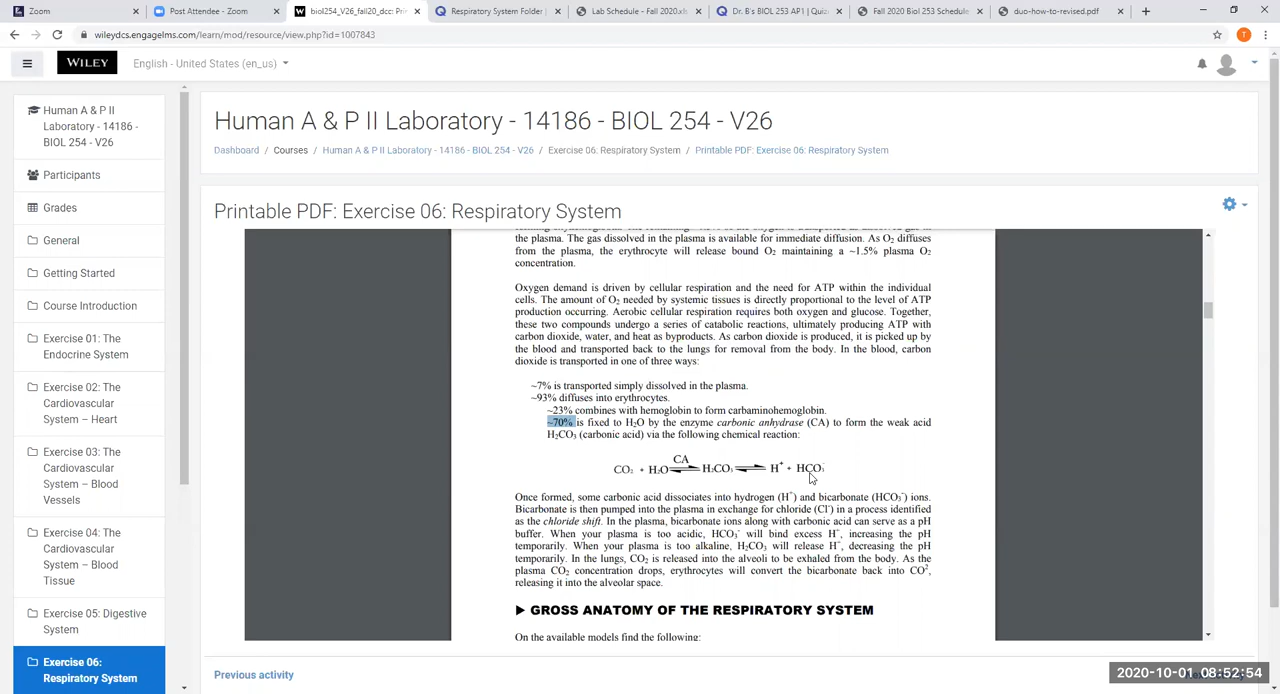 Zoom
Post Attendee - Zoom
biol254_V26_fall20_dcc: Pri
Respiratory System Folder |
Lab Schedule - Fall 2020.xls
Dr. B's BIOL 253 AP1 | Quiz
Fall 2020 Biol 253 Schedule
duo-how-to-revised.pdf
wileydcs.engagelms.com/learn/mod/resource/view.php?id=1007843
WILEY
English - United States (en_us)
Human A & P II
Laboratory - 14186 -
BIOL 254 - V26
Participants
Grades
General
Getting Started
Course Introduction
Exercise 01: The
Endocrine System
Exercise 02: The
Cardiovascular
System – Heart
Exercise 03: The
Cardiovascular
System – Blood
Vessels
Exercise 04: The
Cardiovascular
System – Blood
Tissue
Exercise 05: Digestive
System
Exercise 06:
Respiratory System
Human A & P II Laboratory - 14186 - BIOL 254 - V26
Dashboard / Courses / Human A & P II Laboratory - 14186 - BIOL 254 - V26 / Exercise 06: Respiratory System / Printable PDF: Exercise 06: Respiratory System
Printable PDF: Exercise 06: Respiratory System
the plasma. The gas dissolved in the plasma is available for immediate diffusion. As O₂ diffuses
from the plasma, the erythrocyte will release bound O₂ maintaining a ~1.5% plasma O₂
concentration.
Oxygen demand is driven by cellular respiration and the need for ATP within the individual
cells. The amount of O₂ needed by systemic tissues is directly proportional to the level of ATP
production occurring. Aerobic cellular respiration requires both oxygen and glucose. Together,
these two compounds undergo a series of catabolic reactions, ultimately producing ATP with
carbon dioxide, water, and heat as byproducts. As carbon dioxide is produced, it is picked up by
the blood and transported back to the lungs for removal from the body. In the blood, carbon
dioxide is transported in one of three ways:
~7% is transported simply dissolved in the plasma.
~93% diffuses into erythrocytes.
~23% combines with hemoglobin to form carbaminohemoglobin.
~70% is fixed to H₂O by the enzyme carbonic anhydrase (CA) to form the weak acid
H₂CO₃ (carbonic acid) via the following chemical reaction:
CA
CO₂ + H₂O ⇌ H₂CO₃ ⇌ H⁺ + HCO₃⁻
Once formed, some carbonic acid dissociates into hydrogen (H⁺) and bicarbonate (HCO₃⁻) ions.
Bicarbonate is then pumped into the plasma in exchange for chloride (Cl⁻) in a process identified
as the chloride shift. In the plasma, bicarbonate ions along with carbonic acid can serve as a pH
buffer. When your plasma is too acidic, HCO₃⁻ will bind excess H⁺, increasing the pH
temporarily. When your plasma is too alkaline, H₂CO₃ will release H⁺, decreasing the pH
temporarily. In the lungs, CO₂ is released into the alveoli to be exhaled from the body. As the
plasma CO₂ concentration drops, erythrocytes will convert the bicarbonate back into CO²,
releasing it into the alveolar space.
► GROSS ANATOMY OF THE RESPIRATORY SYSTEM
On the available models find the following:
Previous activity
2020-10-01 08:52:54